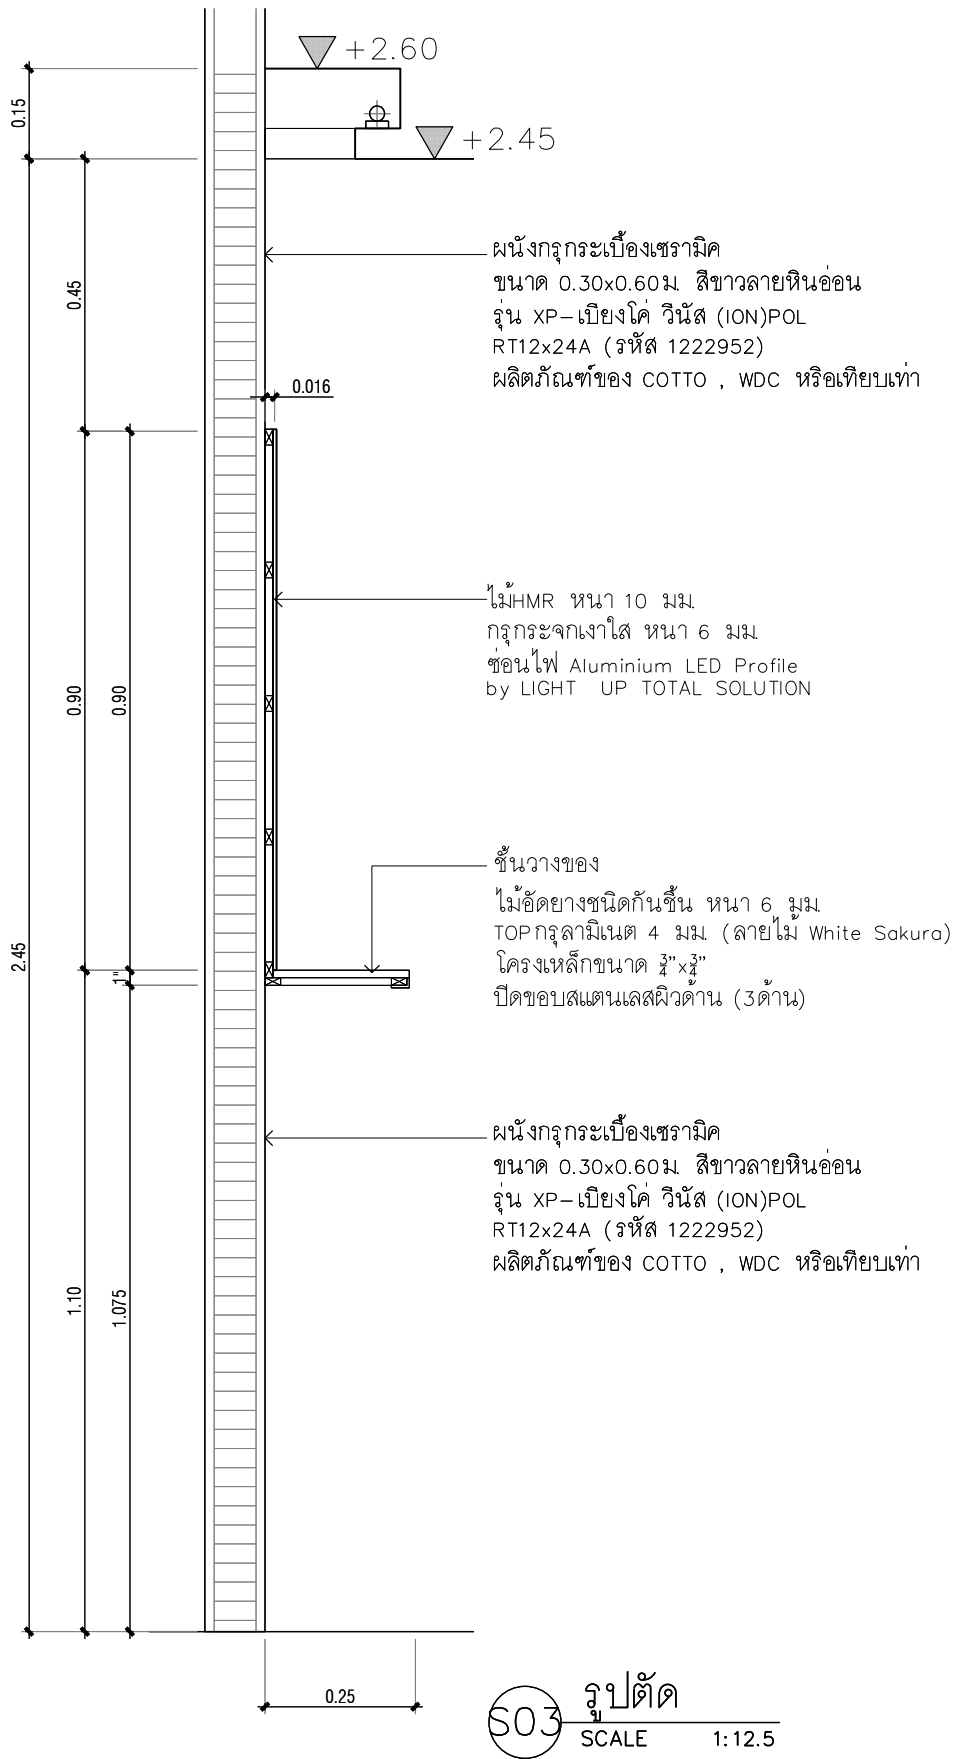 +2.60
0.15
+2.45
ผนังกรุกระเบื้องเซรามิค
ขนาด 0.30x0.60ม. สีขาวลายหินอ่อน
รุ่น XP-เบียงโค่ วีนัส (ION)POL
RT12x24A (รหัส 1222952)
ผลิตภัณฑ์ของ COTTO , WDC หรือเทียบเท่า
0.45
0.016
ไม้HMR หนา 10 มม.
กรุกระจกเงาใส หนา 6 มม.
ซ่อนไฟ Aluminium LED Profile
by LIGHT UP TOTAL SOLUTION
0.90
0.90
ชั้นวางของ
ไม้อัดยางชนิดกันชื้น หนา 6 มม.
TOPกรุลามิเนต 4 มม. (ลายไม้ White Sakura)
โครงเหล็กขนาด 3/4"x3/4"
ปิดขอบสแตนเลสผิวด้าน (3ด้าน)
2.45
1"
ผนังกรุกระเบื้องเซรามิค
ขนาด 0.30x0.60ม. สีขาวลายหินอ่อน
รุ่น XP-เบียงโค่ วีนัส (ION)POL
RT12x24A (รหัส 1222952)
ผลิตภัณฑ์ของ COTTO , WDC หรือเทียบเท่า
1.10
1.075
0.25
S03
รูปตัด
SCALE 1:12.5